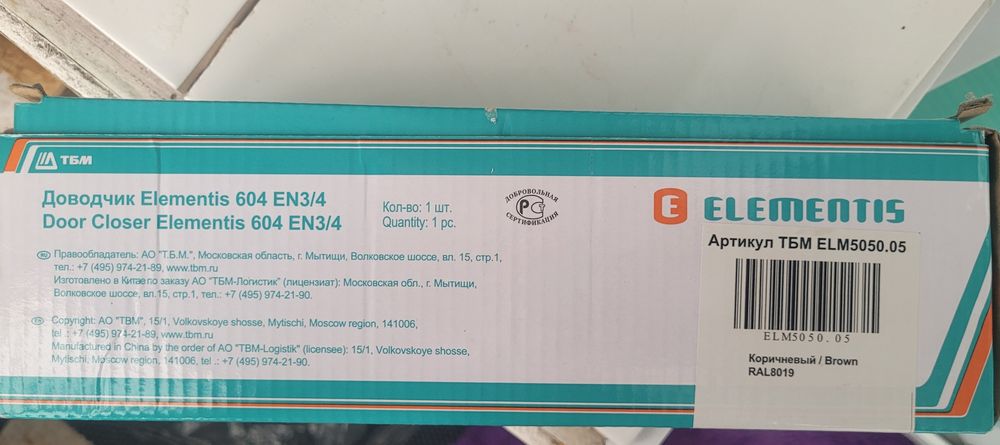 ТБМ
Доводчик Elementis 604 EN3/4
Door Closer Elementis 604 EN3/4
Кол-во: 1 шт.
Quantity: 1 pc.
ДОБРОВОЛЬНАЯ
СЕРТИФИКАЦИЯ
E ELEMENTIS
RU Правообладатель: АО "Т.Б.М.", Московская область, г. Мытищи, Волковское шоссе, вл. 15, стр.1,
тел.: +7 (495) 974-21-89, www.tbm.ru
Изготовлено в Китае по заказу АО "ТБМ-Логистик" (лицензиат): Московская обл., г. Мытищи,
Волковское шоссе, вл.15, стр.1, тел.: +7 (495) 974-21-90.
Copyright: АО "ТВМ", 15/1, Volkovskoye shosse, Mytischi, Moscow region, 141006,
tel.: +7 (495) 974-21-89, www.tbm.ru
Manufactured in China by the order of AO "TBM-Logistik" (licensee): 15/1, Volkovskoye shosse,
Mytischi, Moscow region, 141006, tel.: +7 (495) 974-21-90.
Артикул ТБМ ELM5050.05
ELM5050.05
Коричневый / Brown
RAL8019